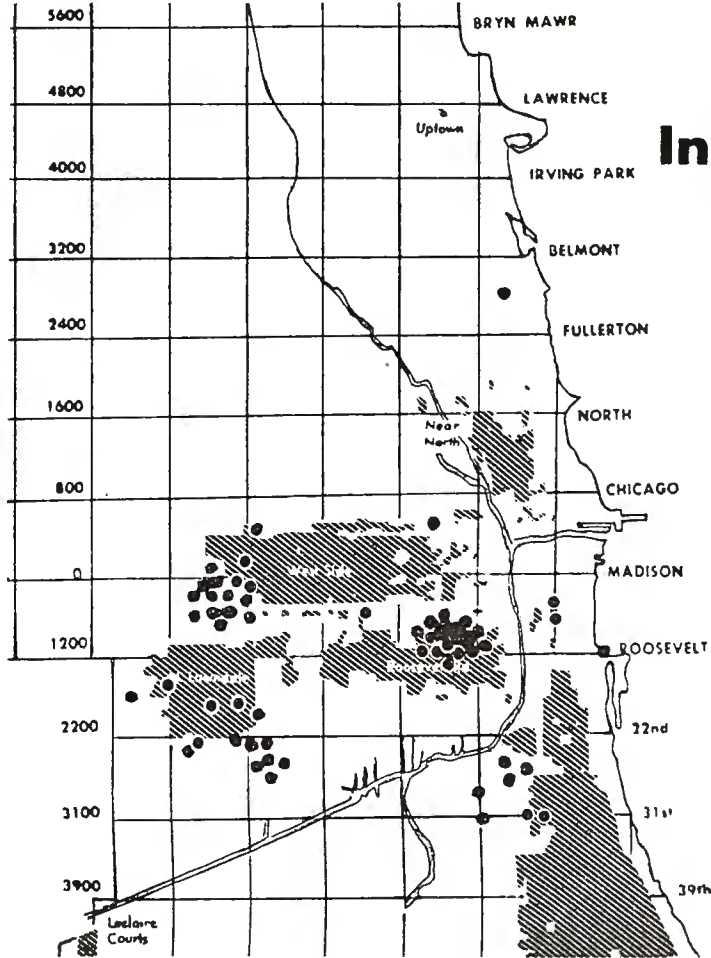 5600
BRYN MAWR
4800
LAWRENCE
Uptown
In
4000
IRVING PARK
3200
BELMONT
2400
FULLERTON
1600
NORTH
Near
North
800
CHICAGO
West Side
0
MADISON
1200
ROOSEVELT
Lawndale
2200
22nd
3100
31st
3900
39th
Leclaire
Courts